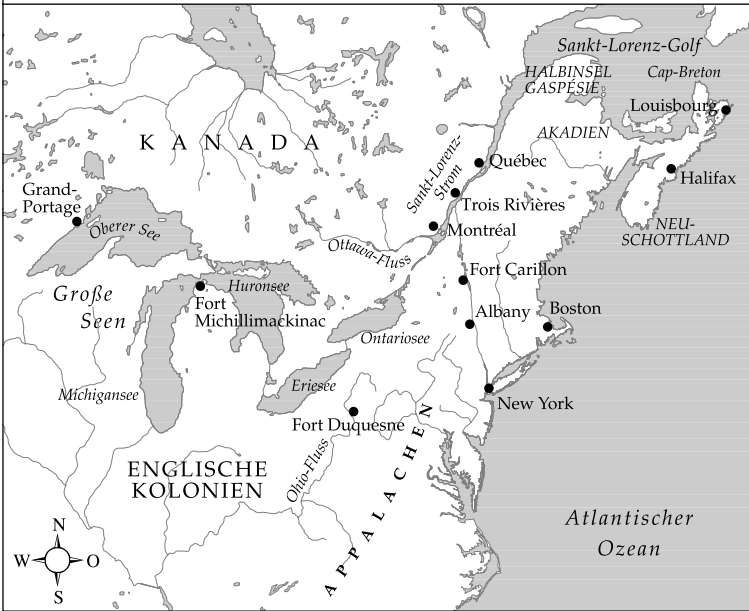 Sankt-Lorenz-Golf
HALBINSEL
GASPÉSIE
Cap-Breton
Louisbourg
KANADA
AKADIEN
Sankt-Lorenz-
Strom
Québec
Halifax
Grand-
Portage
Trois Rivières
Oberer See
Montréal
NEU-
SCHOTTLAND
Ottawa-Fluss
Fort Carillon
Huronsee
Große
Seen
Fort
Michillimackinac
Albany
Boston
Ontariosee
Michigansee
Eriesee
New York
Fort Duquesne
APPALACHEN
Ohio-Fluss
ENGLISCHE
KOLONIEN
Atlantischer
Ozean
N
W
O
S